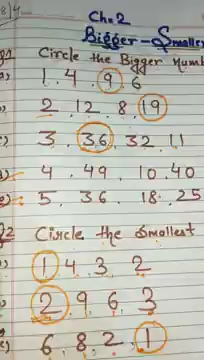 8/4
Ch=2
Bigger-Smaller
Circle the Bigger Numb
1. 4. 9. 6
2. 12. 8. 19
3. 36. 32. 11
4. 49. 10. 40
5. 36. 18. 25
Circle the Smallest
1 4 3 2
2. 9 6 3
6. 8. 2. 1